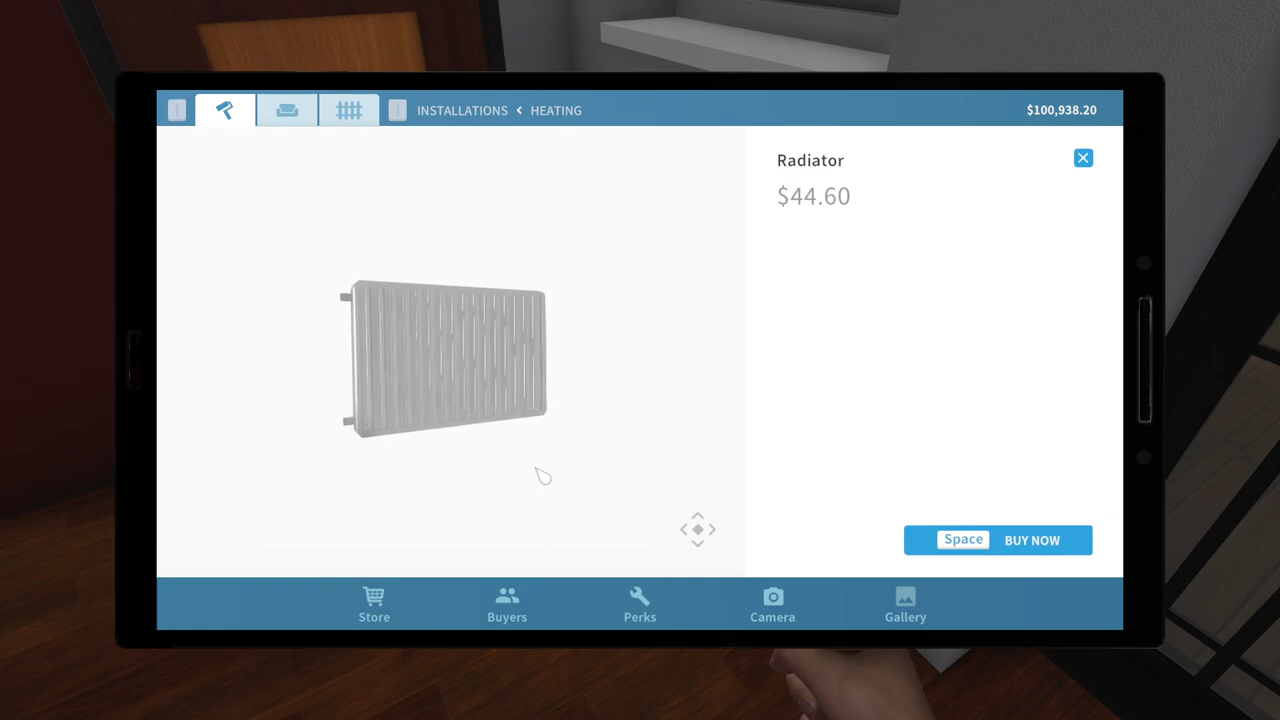 INSTALLATIONS < HEATING
$100,938.20
Radiator
$44.60
Space BUY NOW
Store
Buyers
Perks
Camera
Gallery